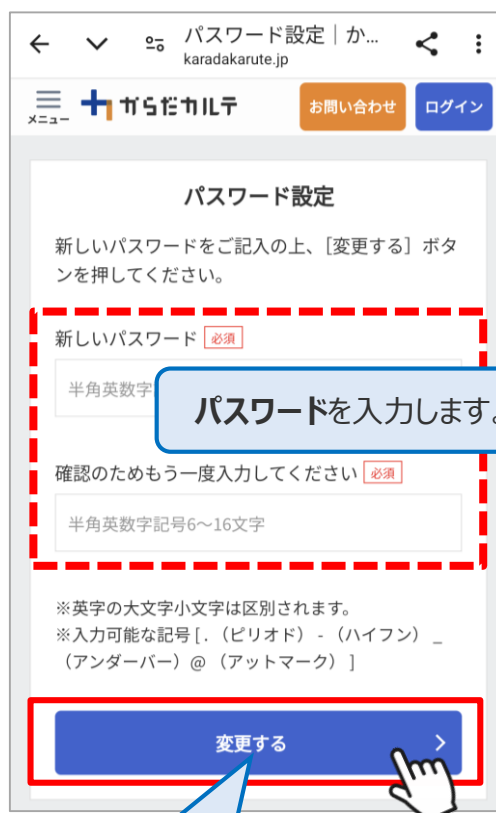 パスワード設定｜か...
karadakarute.jp
メニュー
からだカルテ
お問い合わせ
ログイン
パスワード設定
新しいパスワードをご記入の上、[変更する] ボタ
ンを押してください。
新しいパスワード 必須
半角英数字
パスワードを入力します。
確認のためもう一度入力してください 必須
半角英数字記号6〜16文字
※英字の大文字小文字は区別されます。
※入力可能な記号 [ . （ピリオド） - （ハイフン） _
（アンダーバー）@ （アットマーク） ]
変更する